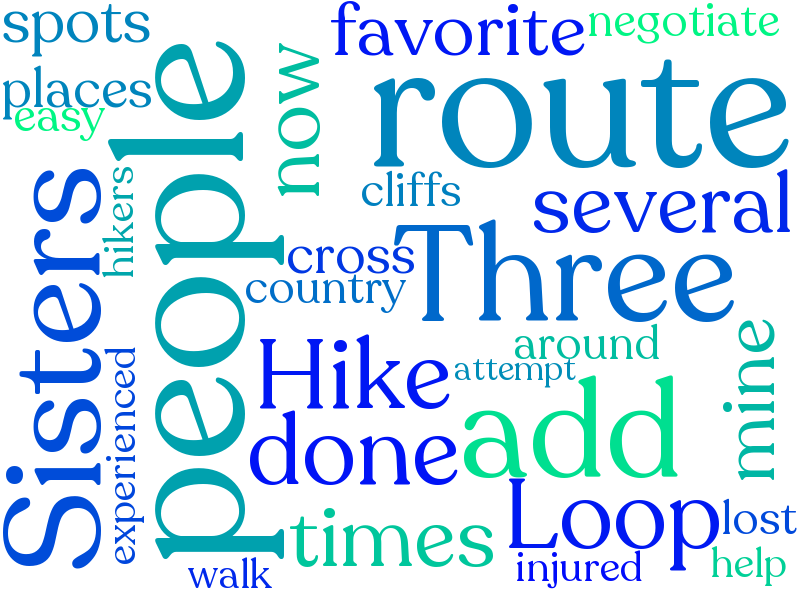 spots
favorite
negotiate
places
easy
people
now
route
cliffs
several
Sisters
hikers
cross
Three
country
Hike
around
attempt
mine
experienced
done
add
times
Loop
lost
walk
injured
help